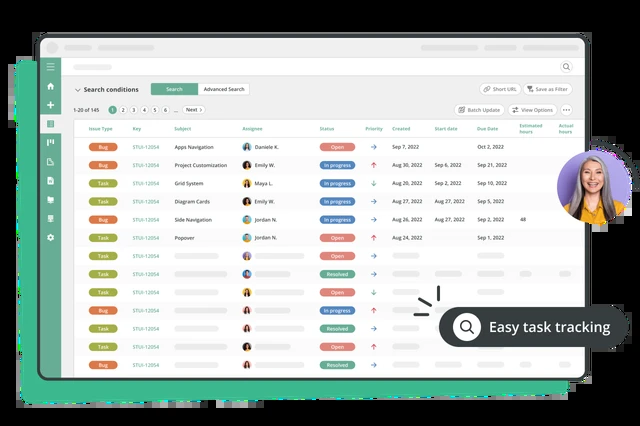 Search conditions Search Advanced Search Short URL Save as Filter
1-20 of 145 1 2 3 4 5 6 ... Next > Batch Update View Options ...
Issue Type Key Subject Assignee Status Priority Created Start date Due Date Estimated hours Actual hours
Bug STUI-12054 Apps Navigation Daniele K. Open Sep 7, 2022 Oct 2, 2022
Bug STUI-12054 Project Customization Emily W. In progress Aug 30, 2022 Sep 6, 2022 Sep 21, 2022
Task STUI-12054 Grid System Maya L. In progress Aug 20, 2022 Sep 2, 2022 Sep 10, 2022
Task STUI-12054 Diagram Cards Emily W. In progress Aug 27, 2022 Aug 27, 2022 Sep 5, 2022
Bug STUI-12054 Side Navigation Jordan N. In progress Aug 26, 2022 Aug 27, 2022 Sep 2, 2022 48
Task STUI-12054 Popover Jordan N. Open Aug 24, 2022 Sep 1, 2022
Task STUI-12054 Open
Task STUI-12054 Resolved
Task STUI-12054 Open
Bug STUI-12054 In progress
Task STUI-12054 Resolved
Task STUI-12054 Open
Bug STUI-12054 Resolved
Easy task tracking